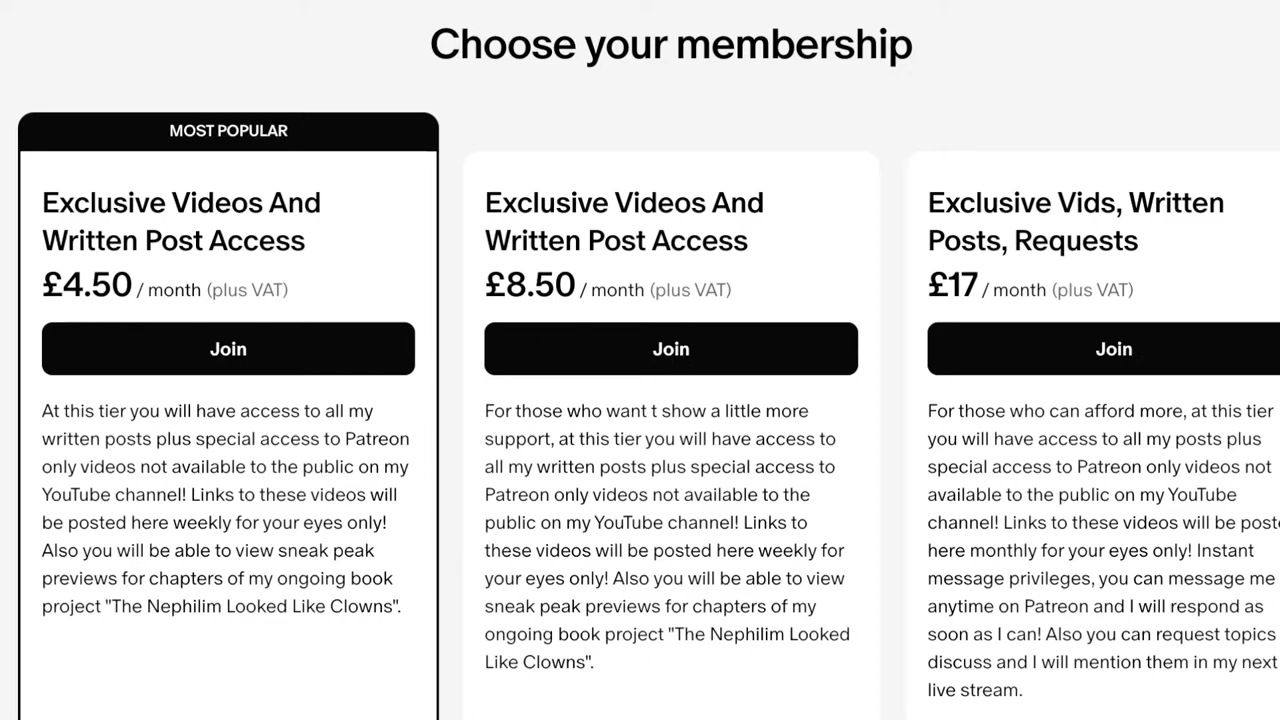 Choose your membership
MOST POPULAR
Exclusive Videos And
Written Post Access
£4.50 / month (plus VAT)
Join
At this tier you will have access to all my
written posts plus special access to Patreon
only videos not available to the public on my
YouTube channel! Links to these videos will
be posted here weekly for your eyes only!
Also you will be able to view sneak peak
previews for chapters of my ongoing book
project "The Nephilim Looked Like Clowns".
Exclusive Videos And
Written Post Access
£8.50 / month (plus VAT)
Join
For those who want t show a little more
support, at this tier you will have access to
all my written posts plus special access to
Patreon only videos not available to the
public on my YouTube channel! Links to
these videos will be posted here weekly for
your eyes only! Also you will be able to view
sneak peak previews for chapters of my
ongoing book project "The Nephilim Looked
Like Clowns".
Exclusive Vids, Written
Posts, Requests
£17 / month (plus VAT)
Join
For those who can afford more, at this tier
you will have access to all my posts plus
special access to Patreon only videos not
available to the public on my YouTube
channel! Links to these videos will be
here monthly for your eyes only! Instant
message privileges, you can message me
anytime on Patreon and I will respond as
soon as I can! Also you can request topics
discuss and I will mention them in my next
live stream.